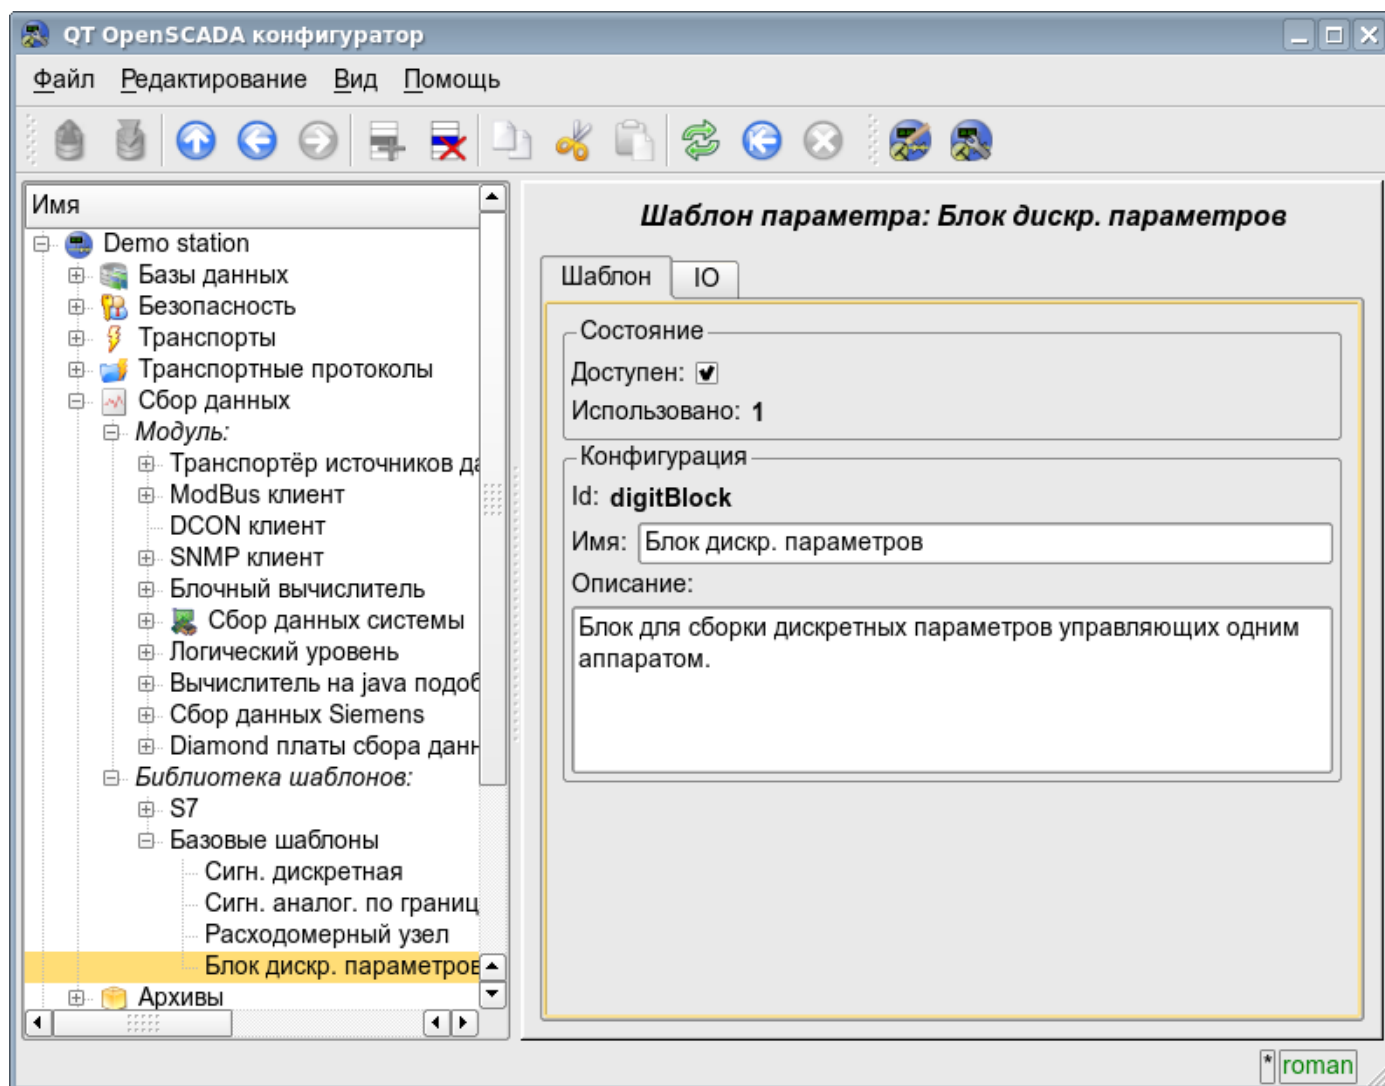 QT OpenSCADA конфигуратор
Файл Редактирование Вид Помощь
Имя
Demo station
Базы данных
Безопасность
Транспорты
Транспортные протоколы
Сбор данных
Модуль:
Транспортёр источников да
ModBus клиент
DCON клиент
SNMP клиент
Блочный вычислитель
Сбор данных системы
Логический уровень
Вычислитель на java подоб
Сбор данных Siemens
Diamond платы сбора данн
Библиотека шаблонов:
S7
Базовые шаблоны
Сигн. дискретная
Сигн. аналог. по границ
Расходомерный узел
Блок дискр. параметров
Архивы
Шаблон параметра: Блок дискр. параметров
Шаблон IO
Состояние
Доступен:
Использовано: 1
Конфигурация
Id: digitBlock
Имя: Блок дискр. параметров
Описание:
Блок для сборки дискретных параметров управляющих одним
аппаратом.
* roman